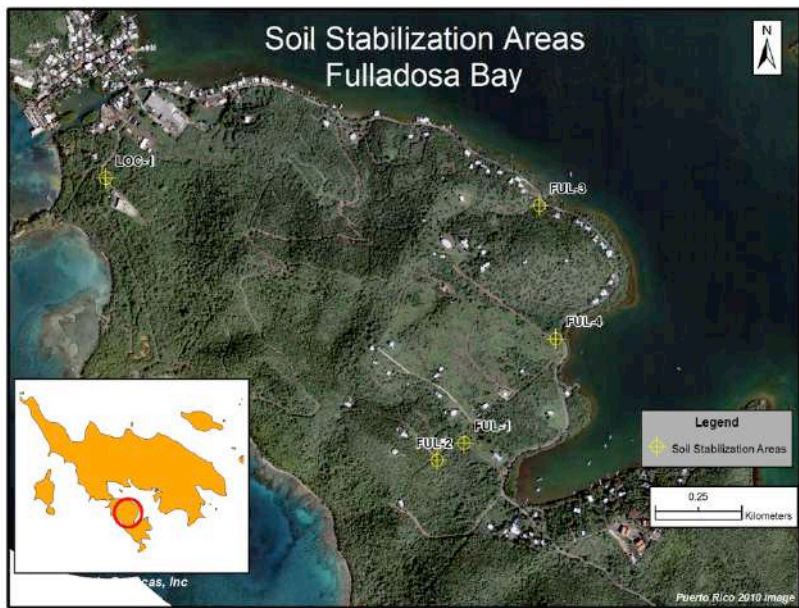 Soil Stabilization Areas
Fulladosa Bay
N
LOC-1
FUL-3
FUL-4
FUL-1
FUL-2
Legend
Soil Stabilization Areas
0.25
Kilometers
cas, Inc
Puerto Rico 2010 Image